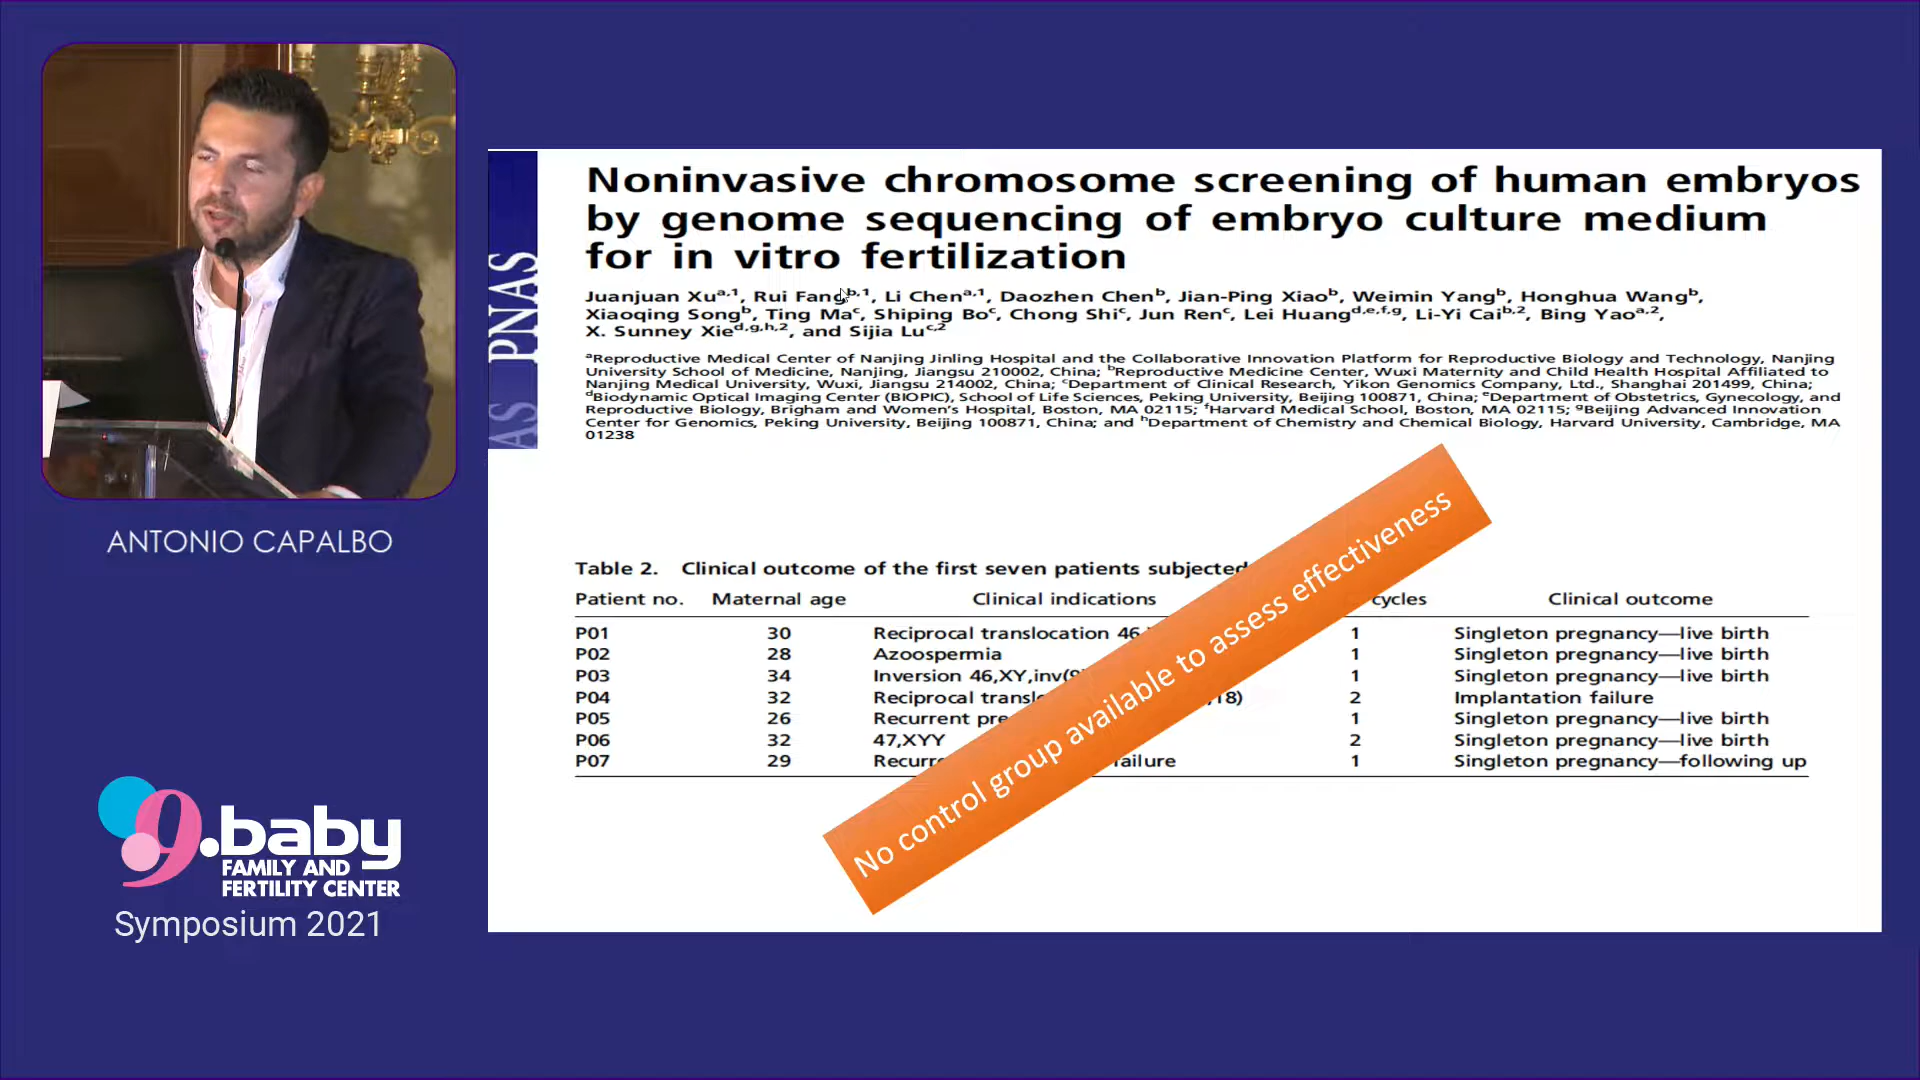 ANTONIO CAPALBO
9.baby
FAMILY AND
FERTILITY CENTER
Symposium 2021
PNAS
AS
Noninvasive chromosome screening of human embryos
by genome sequencing of embryo culture medium
for in vitro fertilization
Juanjuan Xuᵃ,¹, Rui Fangᵇ,¹, Li Chenᵃ,¹, Daozhen Chenᵇ, Jian-Ping Xiaoᵇ, Weimin Yangᵇ, Honghua Wangᵇ,
Xiaoqing Songᵇ, Ting Maᶜ, Shiping Boᶜ, Chong Shiᶜ, Jun Renᶜ, Lei Huangᵈ,ᵉ,ᶠ,ᵍ, Li-Yi Caiᵇ,², Bing Yaoᵃ,²,
X. Sunney Xieᵈ,ᵍ,ʰ,², and Sijia Luᶜ,²
ᵃReproductive Medical Center of Nanjing Jinling Hospital and the Collaborative Innovation Platform for Reproductive Biology and Technology, Nanjing
University School of Medicine, Nanjing, Jiangsu 210002, China; ᵇReproductive Medicine Center, Wuxi Maternity and Child Health Hospital Affiliated to
Nanjing Medical University, Wuxi, Jiangsu 214002, China; ᶜDepartment of Clinical Research, Yikon Genomics Company, Ltd., Shanghai 201499, China;
ᵈBiodynamic Optical Imaging Center (BIOPIC), School of Life Sciences, Peking University, Beijing 100871, China; ᵉDepartment of Obstetrics, Gynecology, and
Reproductive Biology, Brigham and Women's Hospital, Boston, MA 02115; ᶠHarvard Medical School, Boston, MA 02115; ᵍBeijing Advanced Innovation
Center for Genomics, Peking University, Beijing 100871, China; and ʰDepartment of Chemistry and Chemical Biology, Harvard University, Cambridge, MA
01238
Table 2. Clinical outcome of the first seven patients subjected
Patient no. Maternal age Clinical indications cycles Clinical outcome
P01 30 Reciprocal translocation 46, 1 Singleton pregnancy—live birth
P02 28 Azoospermia 1 Singleton pregnancy—live birth
P03 34 Inversion 46,XY,inv(9 1 Singleton pregnancy—live birth
P04 32 Reciprocal transl ,18) 2 Implantation failure
P05 26 Recurrent pre 1 Singleton pregnancy—live birth
P06 32 47,XYY 2 Singleton pregnancy—live birth
P07 29 Recurr failure 1 Singleton pregnancy—following up
No control group available to assess effectiveness